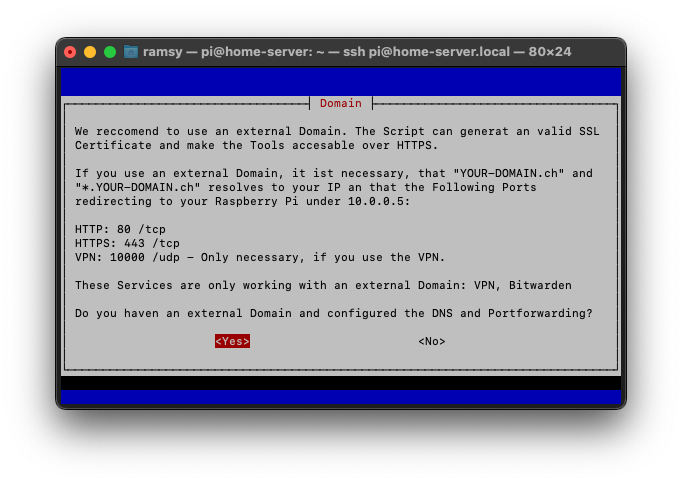 ramsy — pi@home-server: ~ — ssh pi@home-server.local — 80×24
Domain
We reccomend to use an external Domain. The Script can generat an valid SSL
Certificate and make the Tools accesable over HTTPS.
If you use an external Domain, it ist necessary, that "YOUR-DOMAIN.ch" and
"*.YOUR-DOMAIN.ch" resolves to your IP an that the Following Ports
redirecting to your Raspberry Pi under 10.0.0.5:
HTTP: 80 /tcp
HTTPS: 443 /tcp
VPN: 10000 /udp – Only necessary, if you use the VPN.
These Services are only working with an external Domain: VPN, Bitwarden
Do you haven an external Domain and configured the DNS and Portforwarding?
<Yes> <No>